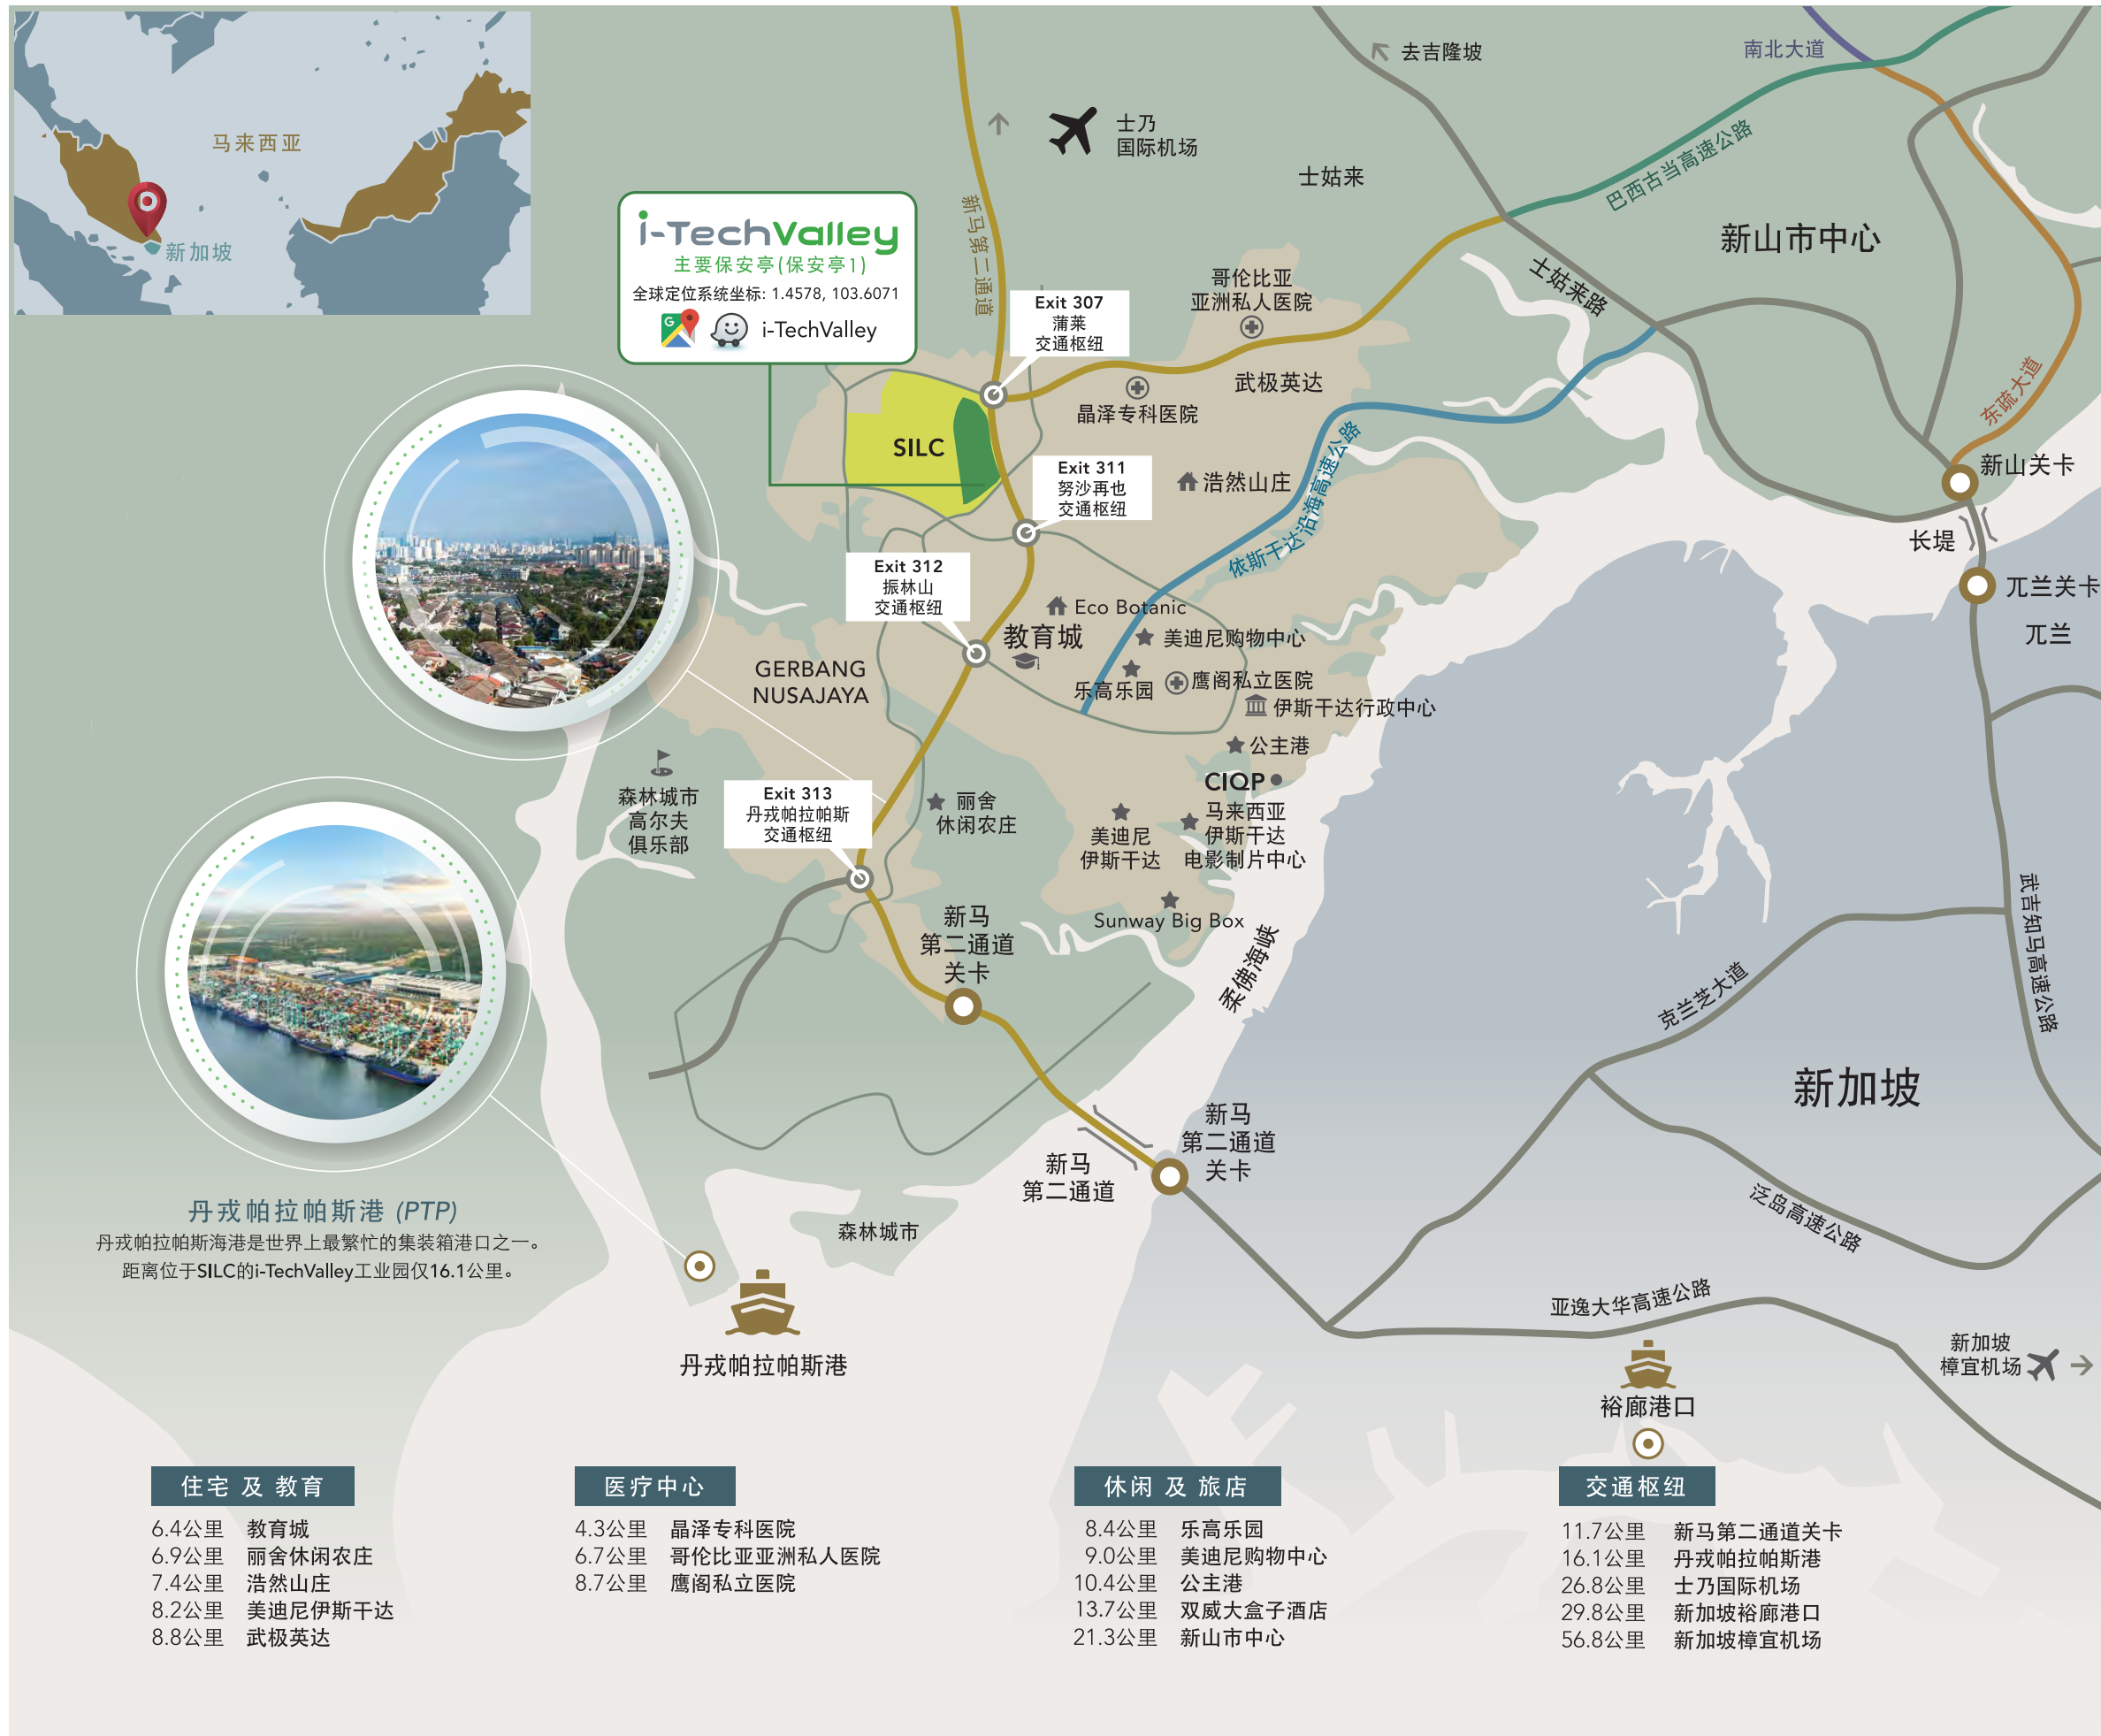 马来西亚
新加坡
i-TechValley
主要保安亭(保安亭1)
全球定位系统坐标: 1.4578, 103.6071
i-TechValley
去吉隆坡
南北大道
士乃
国际机场
士姑来
巴西古当高速公路
新山市中心
新马第二通道
哥伦比亚
亚洲私人医院
士姑来路
Exit 307
蒲莱
交通枢纽
武极英达
晶泽专科医院
东疏大道
SILC
Exit 311
努沙再也
交通枢纽
浩然山庄
依斯干达沿海高速公路
新山关卡
长堤
兀兰关卡
兀兰
Exit 312
振林山
交通枢纽
Eco Botanic
教育城
美迪尼购物中心
GERBANG
NUSAJAYA
乐高乐园
鹰阁私立医院
伊斯干达行政中心
公主港
CIQP
森林城市
高尔夫
俱乐部
Exit 313
丹戎帕拉帕斯
交通枢纽
丽舍
休闲农庄
美迪尼
伊斯干达
马来西亚
伊斯干达
电影制片中心
Sunway Big Box
新马
第二通道
关卡
柔佛海峡
武吉知马高速公路
克兰芝大道
新加坡
新马
第二通道
关卡
新马
第二通道
泛岛高速公路
丹戎帕拉帕斯港 (PTP)
丹戎帕拉帕斯海港是世界上最繁忙的集装箱港口之一。
距离位于SILC的i-TechValley工业园仅16.1公里。
森林城市
丹戎帕拉帕斯港
亚逸大华高速公路
裕廊港口
新加坡
樟宜机场
住宅 及 教育
6.4公里 教育城
6.9公里 丽舍休闲农庄
7.4公里 浩然山庄
8.2公里 美迪尼伊斯干达
8.8公里 武极英达
医疗中心
4.3公里 晶泽专科医院
6.7公里 哥伦比亚亚洲私人医院
8.7公里 鹰阁私立医院
休闲 及 旅店
8.4公里 乐高乐园
9.0公里 美迪尼购物中心
10.4公里 公主港
13.7公里 双威大盒子酒店
21.3公里 新山市中心
交通枢纽
11.7公里 新马第二通道关卡
16.1公里 丹戎帕拉帕斯港
26.8公里 士乃国际机场
29.8公里 新加坡裕廊港口
56.8公里 新加坡樟宜机场